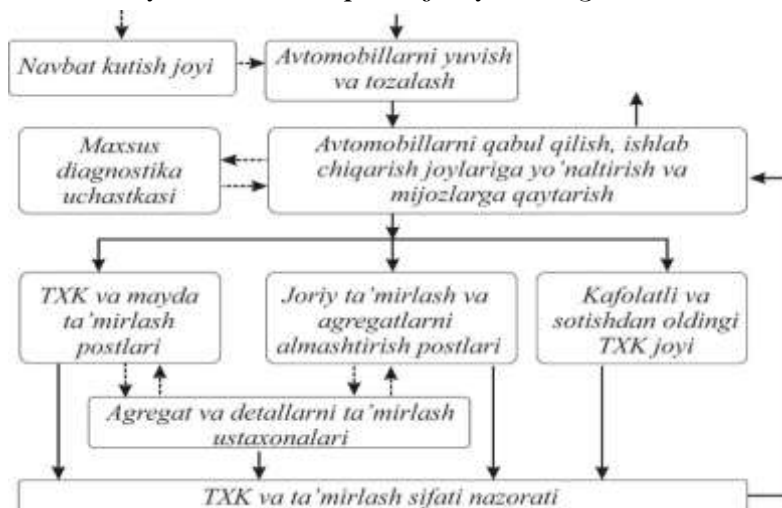 Navbat kutish joyi
Avtomobillarni yuvish
va tozalash
Maxsus
diagnostika
uchastkasi
Avtomobillarni qabul qilish, ishlab
chiqarish joylariga yo'naltirish va
mijozlarga qaytarish
TXK va mayda
ta'mirlash
postlari
Joriy ta'mirlash va
agregatlarni
almashtirish postlari
Kafolatli va
sotishdan oldingi
TXK joyi
Agregat va detallarni ta'mirlash
ustaxonalari
TXK va ta'mirlash sifati nazorati